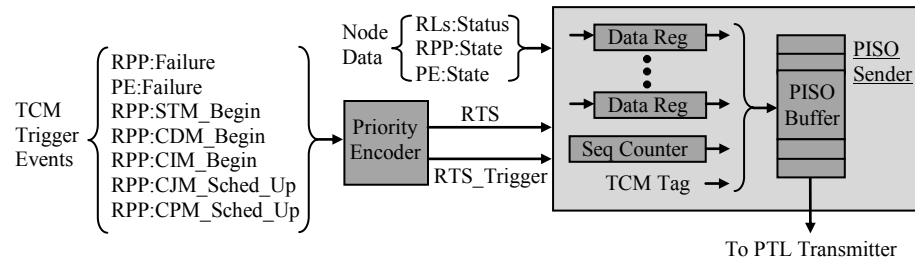 TCM
Trigger
Events
RPP:Failure
PE:Failure
RPP:STM_Begin
RPP:CDM_Begin
RPP:CIM_Begin
RPP:CJM_Sched_Up
RPP:CPM_Sched_Up
Priority
Encoder
RTS
RTS_Trigger
Node
Data
RLs:Status
RPP:State
PE:State
Data Reg
Data Reg
Seq Counter
TCM Tag
PISO
Buffer
PISO
Sender
To PTL Transmitter